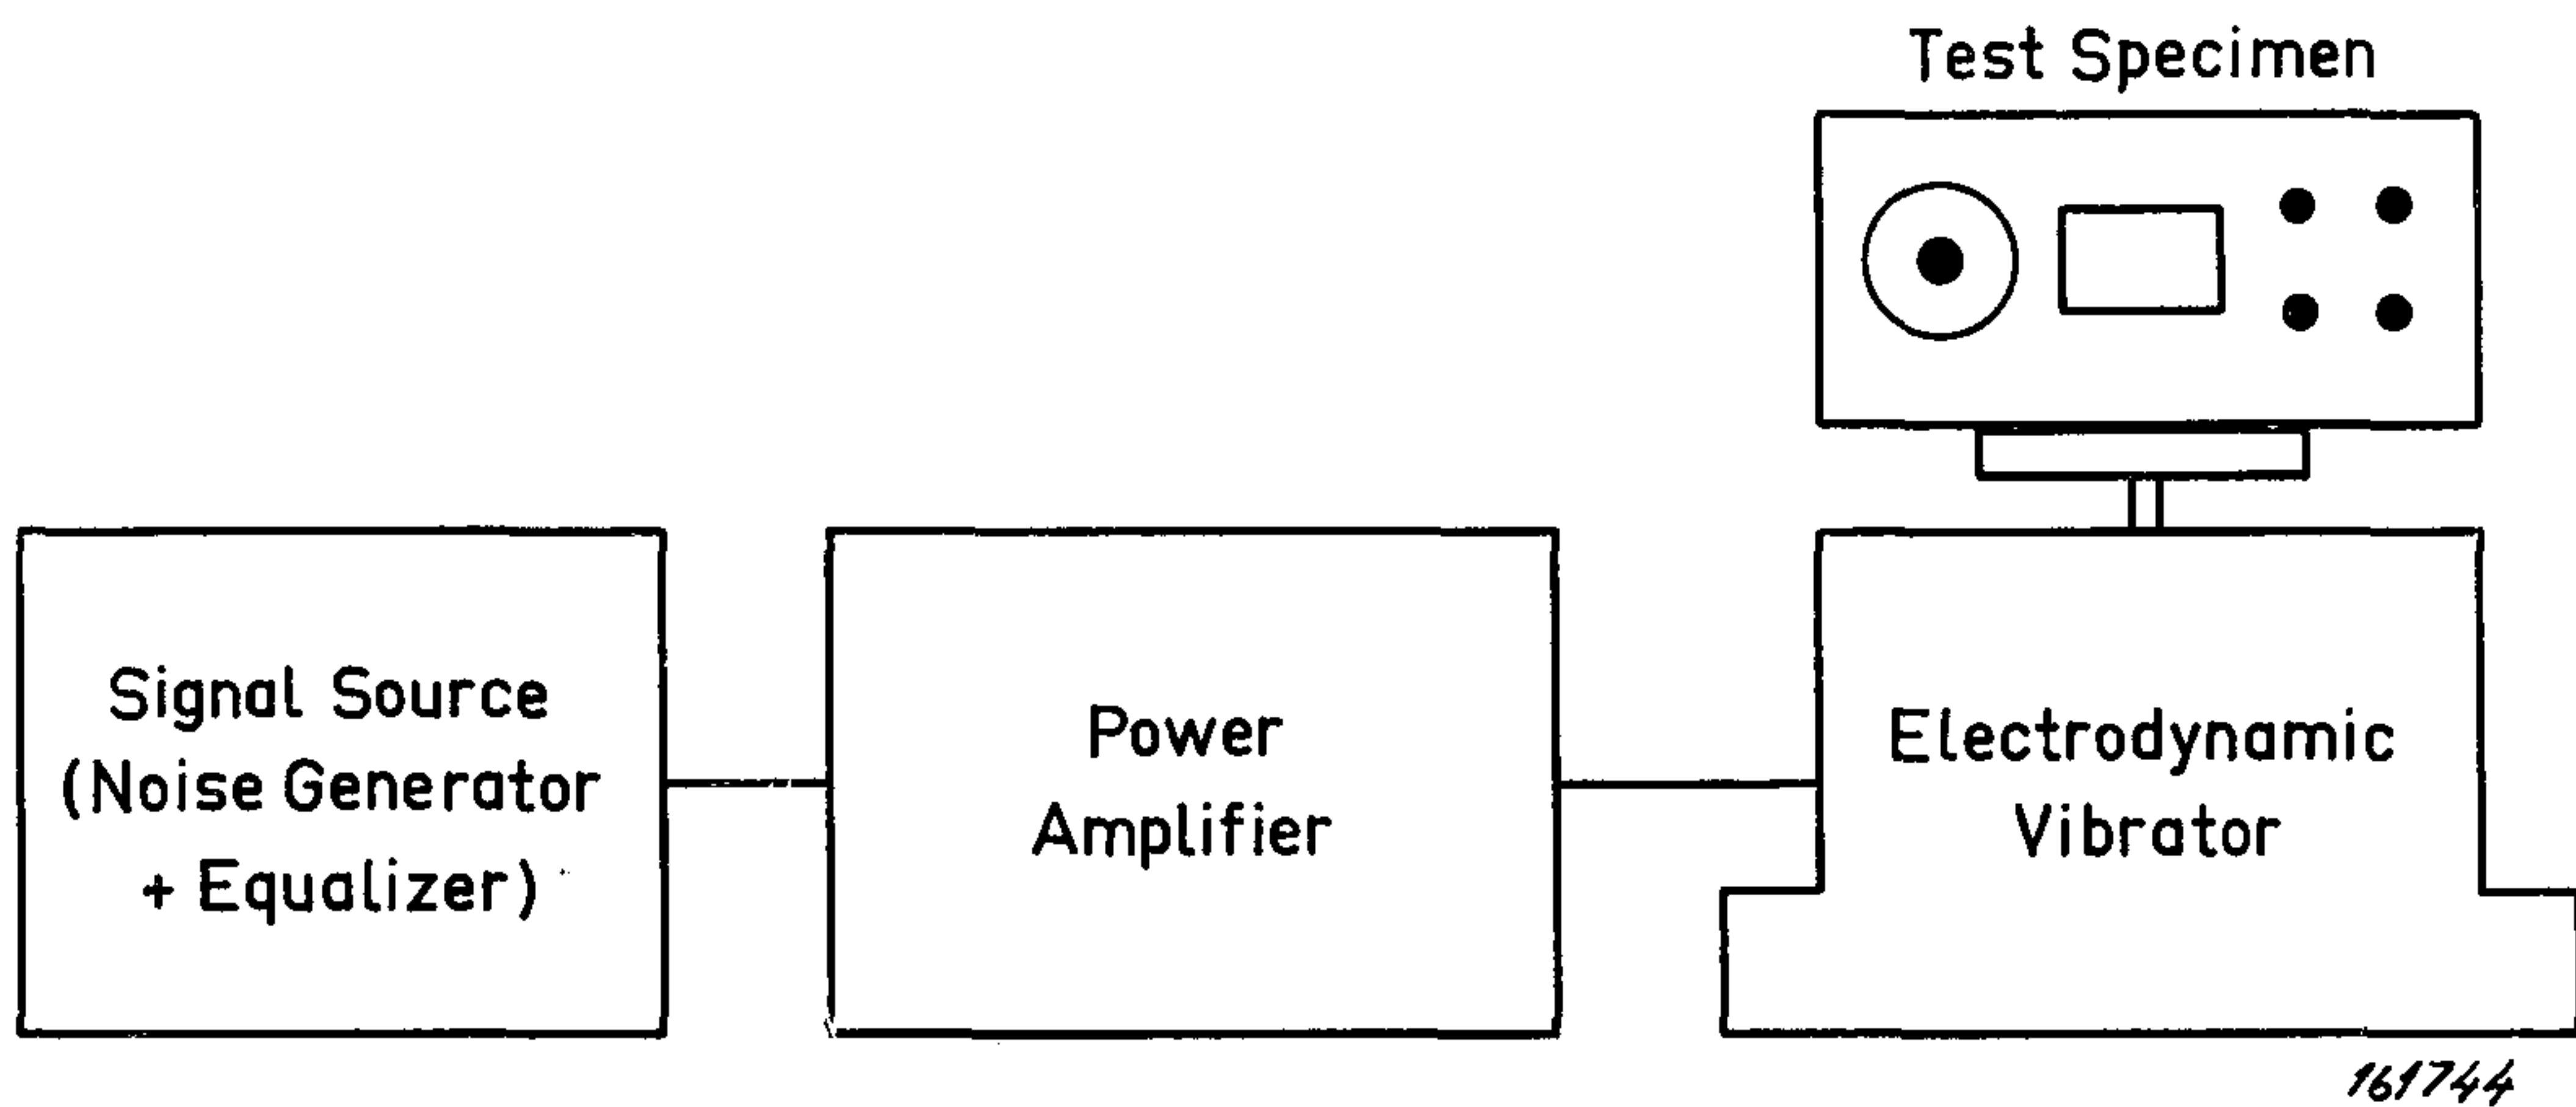 Test Specimen
Signal Source
(Noise Generator
+ Equalizer)
Power
Amplifier
Electrodynamic
Vibrator
161744